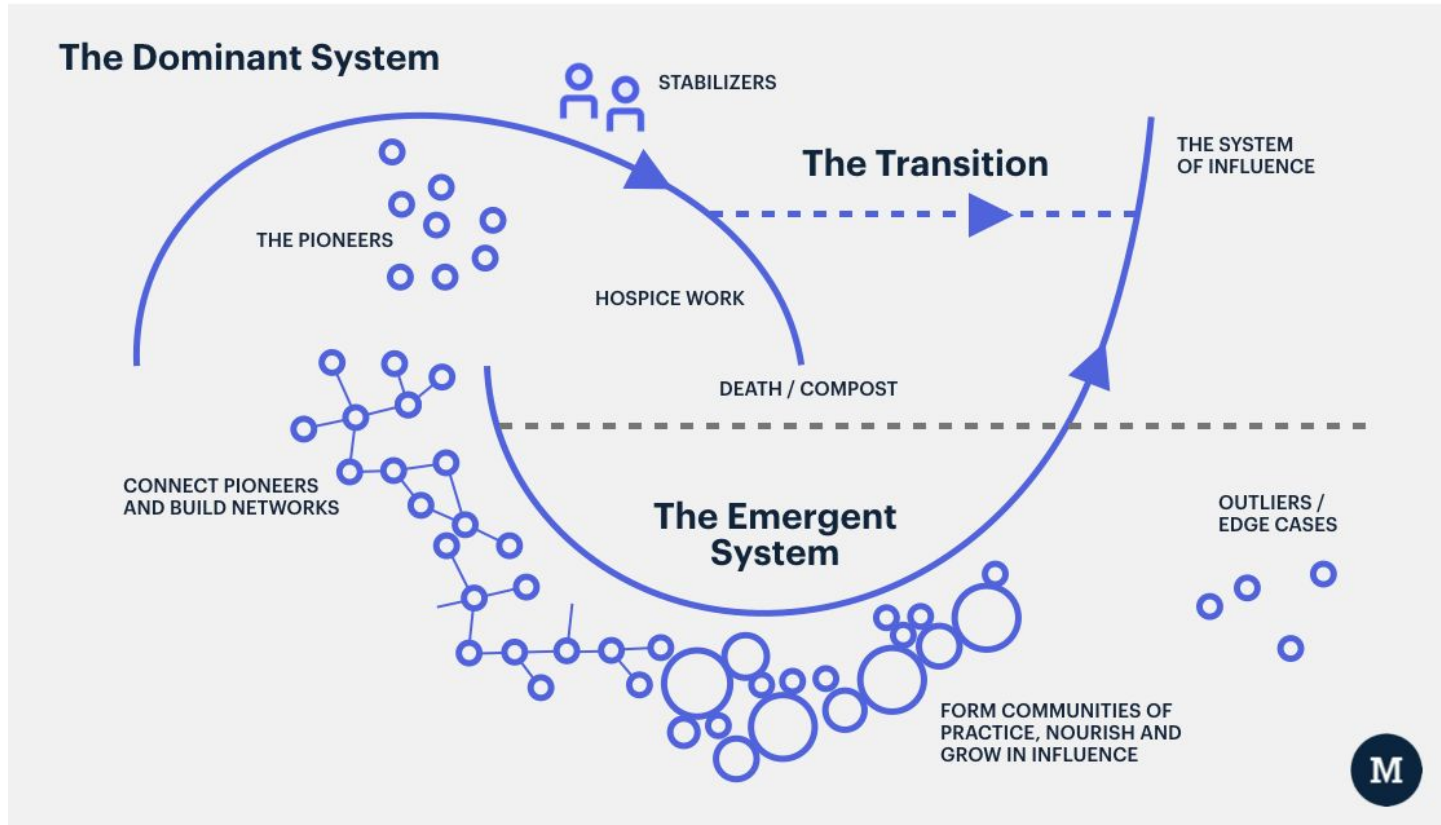 The Dominant System
STABILIZERS
The Transition
THE SYSTEM
OF INFLUENCE
THE PIONEERS
HOSPICE WORK
DEATH / COMPOST
CONNECT PIONEERS
AND BUILD NETWORKS
The Emergent
System
OUTLIERS /
EDGE CASES
FORM COMMUNITIES OF
PRACTICE, NOURISH AND
GROW IN INFLUENCE
M